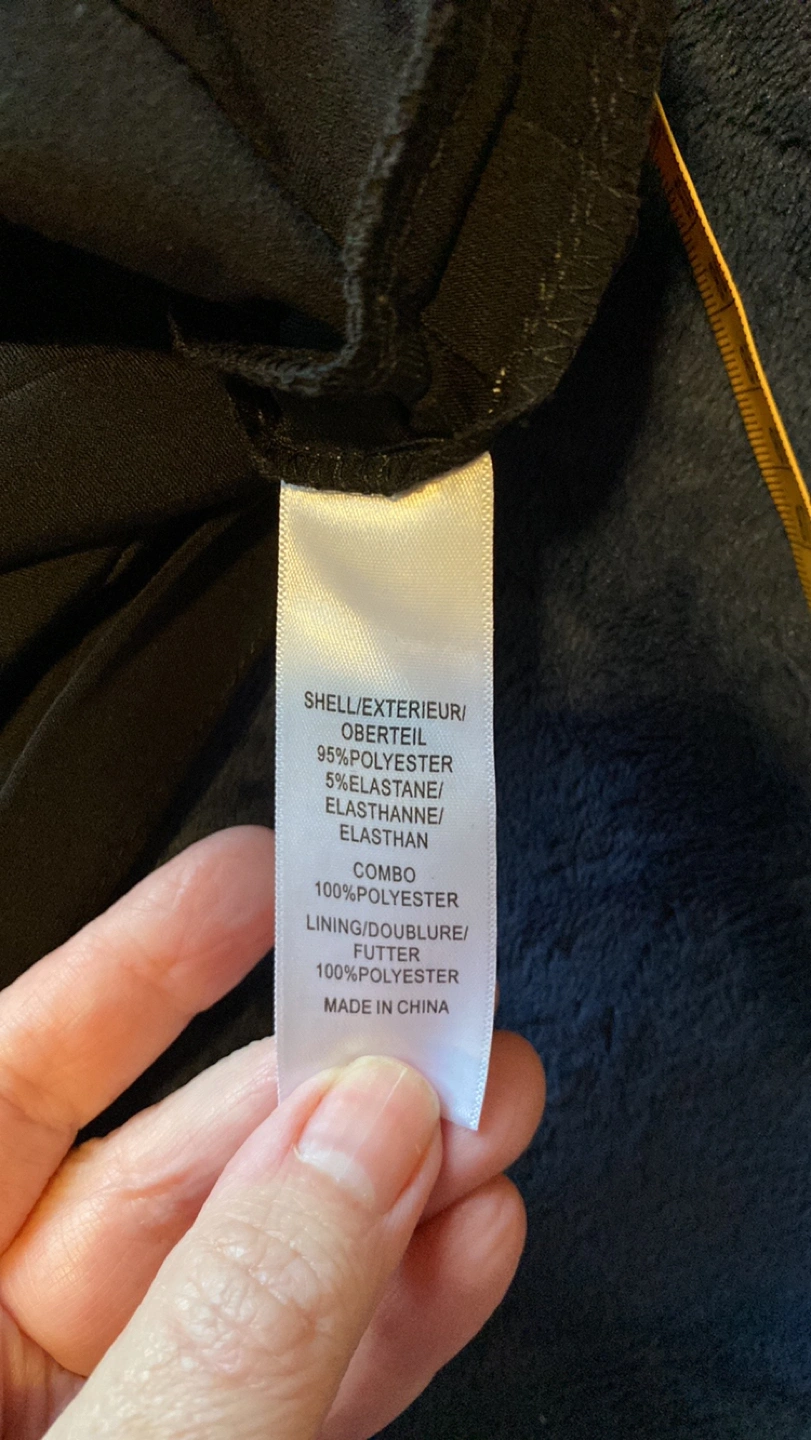 SHELL/EXTERIEUR/
OBERTEIL
95%POLYESTER
5%ELASTANE/
ELASTHANNE/
ELASTHAN
COMBO
100%POLYESTER
LINING/DOUBLURE/
FUTTER
100%POLYESTER
MADE IN CHINA